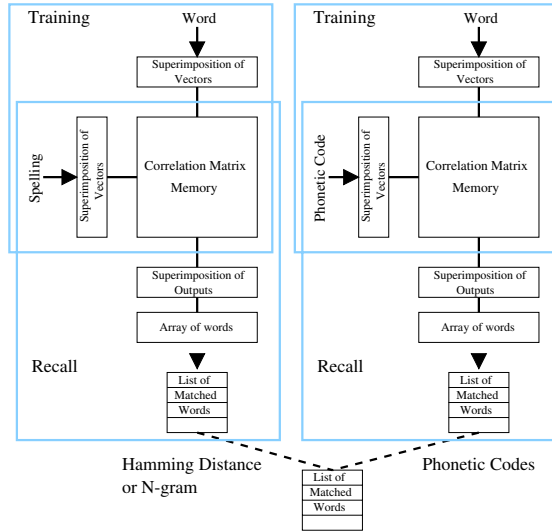 Training
Word
Superimposition of
Vectors
Spelling
Superimposition of
Vectors
Correlation Matrix
Memory
Superimposition of
Outputs
Array of words
Recall
List of
Matched
Words
Hamming Distance
or N-gram
Training
Word
Superimposition of
Vectors
Phonetic Code
Superimposition of
Vectors
Correlation Matrix
Memory
Superimposition of
Outputs
Array of words
Recall
List of
Matched
Words
Phonetic Codes
List of
Matched
Words